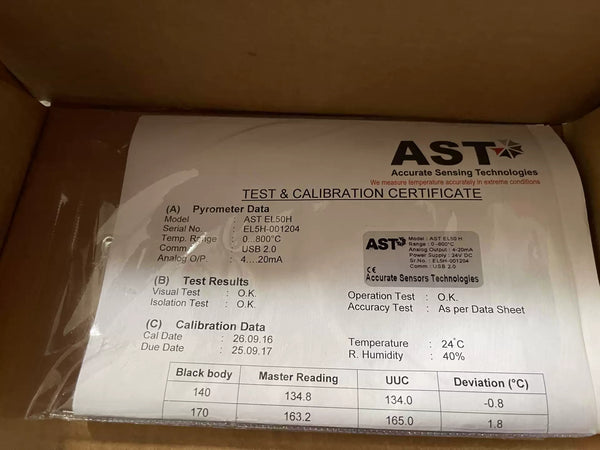 AST
Accurate Sensing Technologies
We measure temperature accurately in extreme conditions
TEST & CALIBRATION CERTIFICATE
(A) Pyrometer Data
Model : AST EL50H
Serial No. : EL5H-001204
Temp. Range : 0..800°C
Comm. : USB 2.0
Analog O/P. : 4....20mA
AST
Model : AST EL50 H
Range : 0-800°C
Analog Output : 4-20mA
Power Supply : 24V DC
Sr.No. : EL5H-001204
Comm : USB 2.0
CE Accurate Sensors Technologies
(B) Test Results
Visual Test : O.K. Operation Test : O.K.
Isolation Test : O.K. Accuracy Test : As per Data Sheet
(C) Calibration Data
Cal Date : 26.09.16 Temperature : 24°C
Due Date : 25.09.17 R. Humidity : 40%
Black body Master Reading UUC Deviation (°C)
140 134.8 134.0 -0.8
170 163.2 165.0 1.8